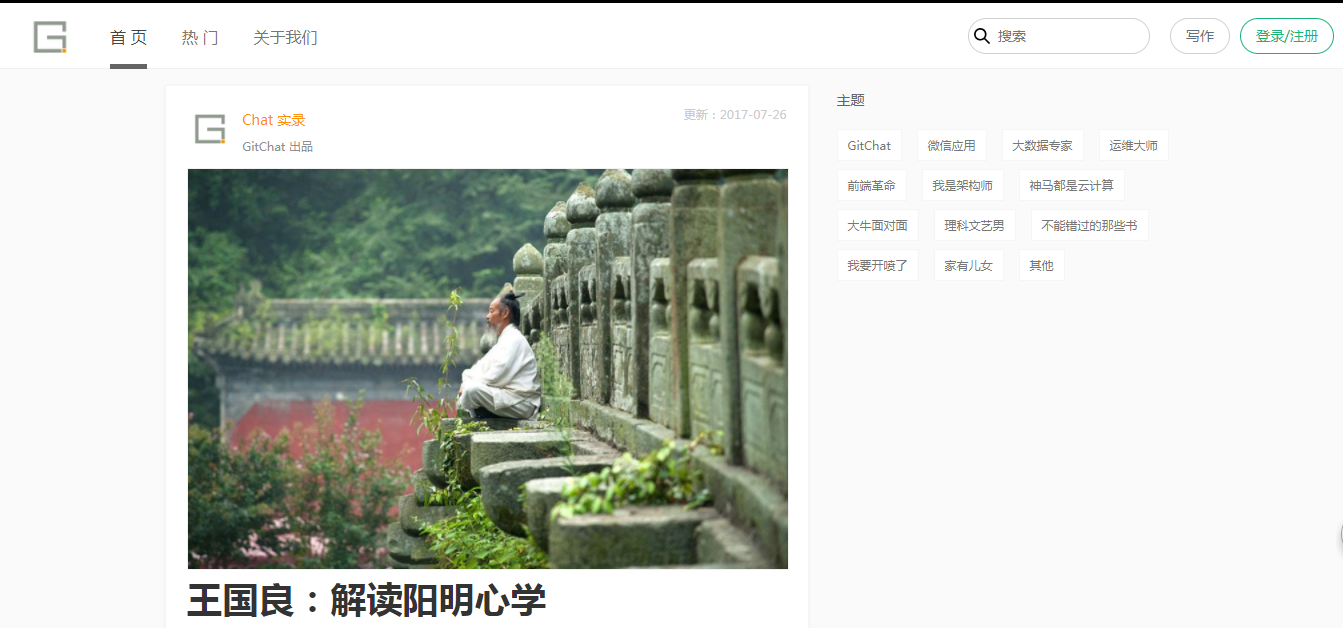 首 页 热 门 关于我们 搜索 写作 登录/注册
Chat 实录
更新：2017-07-26
GitChat 出品
王国良：解读阳明心学
主题
GitChat 微信应用 大数据专家 运维大师
前端革命 我是架构师 神马都是云计算
大牛面对面 理科文艺男 不能错过的那些书
我要开喷了 家有儿女 其他